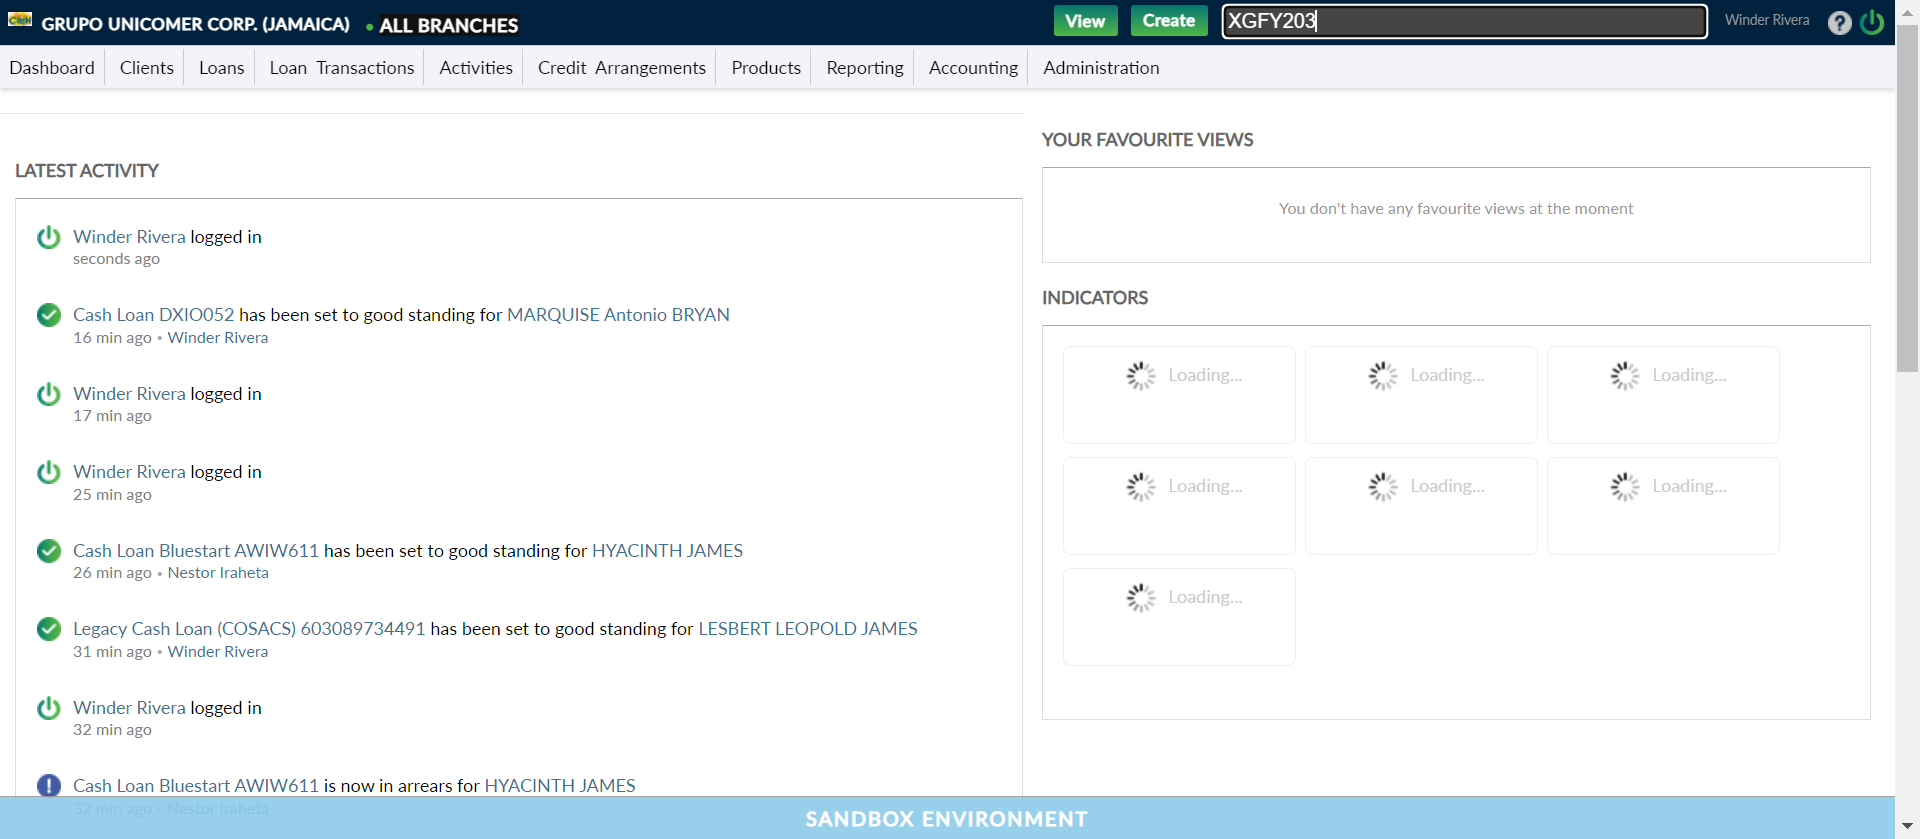 GRUPO UNICOMER CORP. (JAMAICA) • ALL BRANCHES
View Create XGFY203 Winder Rivera ?
Dashboard Clients Loans Loan Transactions Activities Credit Arrangements Products Reporting Accounting Administration
LATEST ACTIVITY
Winder Rivera logged in
seconds ago
Cash Loan DXIO052 has been set to good standing for MARQUISE Antonio BRYAN
16 min ago • Winder Rivera
Winder Rivera logged in
17 min ago
Winder Rivera logged in
25 min ago
Cash Loan Bluestart AWIW611 has been set to good standing for HYACINTH JAMES
26 min ago • Nestor Iraheta
Legacy Cash Loan (COSACS) 603089734491 has been set to good standing for LESBERT LEOPOLD JAMES
31 min ago • Winder Rivera
Winder Rivera logged in
32 min ago
Cash Loan Bluestart AWIW611 is now in arrears for HYACINTH JAMES
32 min ago • Nestor Iraheta
YOUR FAVOURITE VIEWS
You don't have any favourite views at the moment
INDICATORS
Loading... Loading... Loading...
Loading... Loading... Loading...
Loading...
SANDBOX ENVIRONMENT